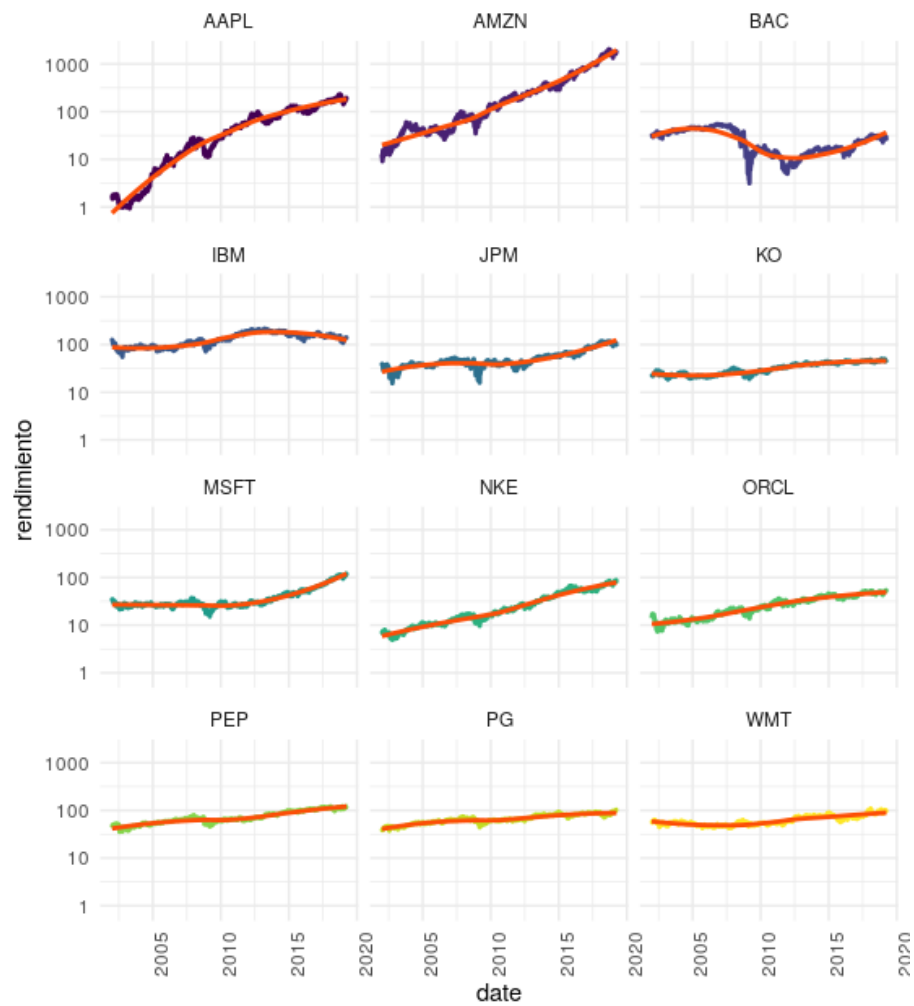 AAPL AMZN BAC
1000
100
10
1
IBM JPM KO
1000
100
10
1
rendimiento
MSFT NKE ORCL
1000
100
10
1
PEP PG WMT
1000
100
10
1
2005 2010 2015 2020 2005 2010 2015 2020 2005 2010 2015 2020
date